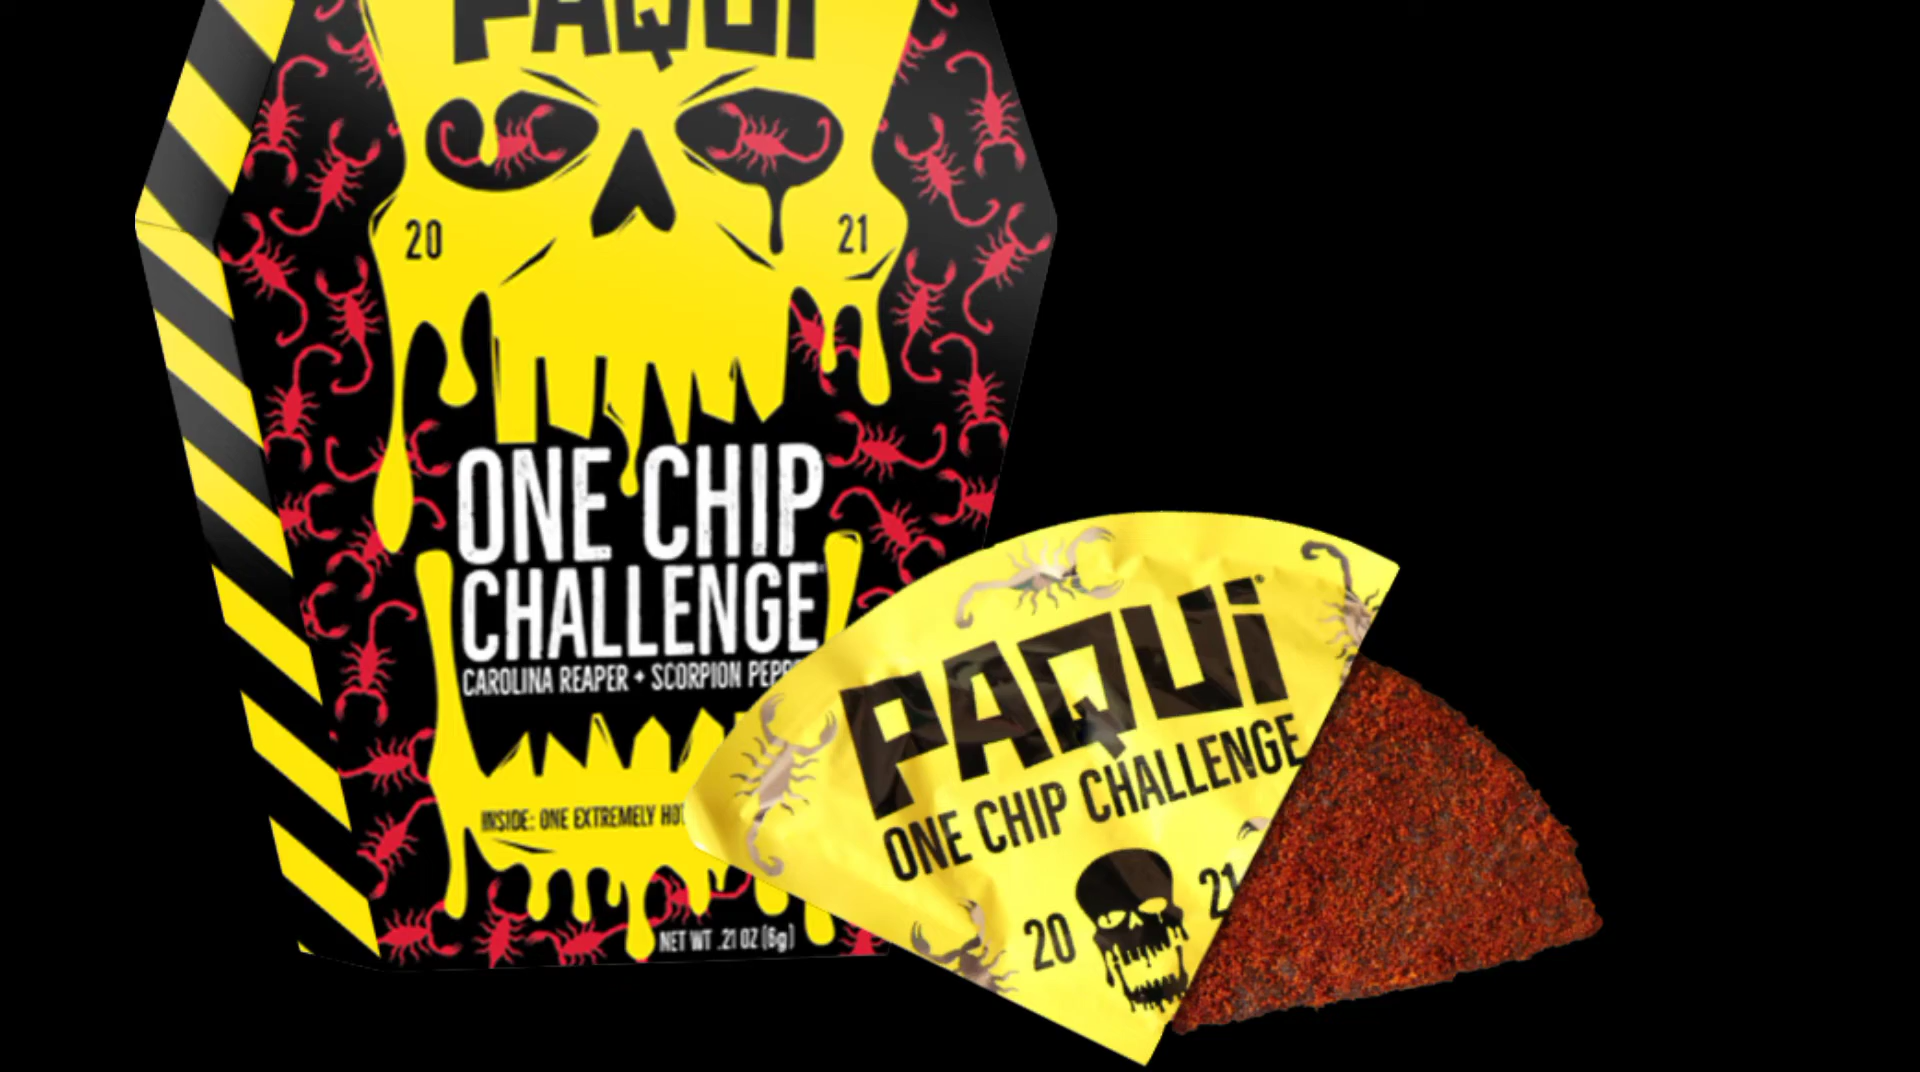 PAQUI
20 21
ONE CHIP
CHALLENGE
CAROLINA REAPER + SCORPION
INSIDE: ONE EXTREMELY
NET WT .21 OZ (6g)
PAQUI
ONE CHIP CHALLENGE
20 21